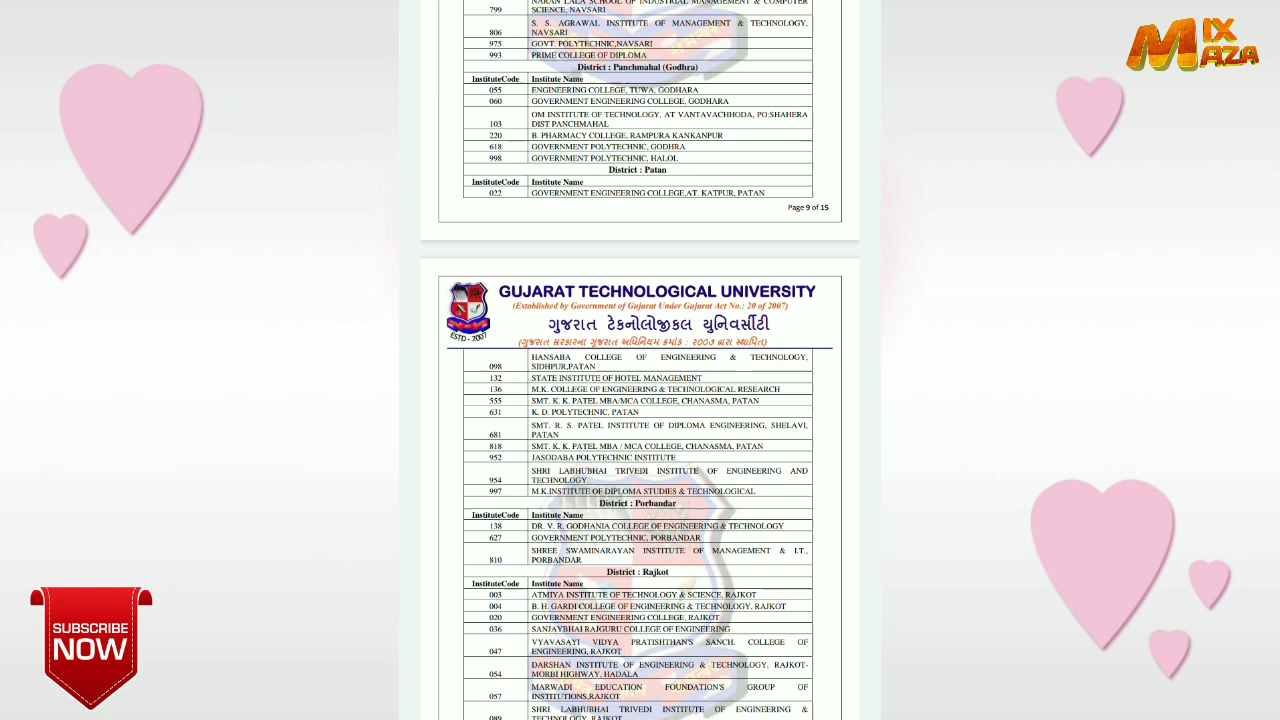 NARAN LALA SCHOOL OF INDUSTRIAL MANAGEMENT & COMPUTER
799 SCIENCE, NAVSARI
S. S. AGRAWAL INSTITUTE OF MANAGEMENT & TECHNOLOGY,
806 NAVSARI
975 GOVT. POLYTECHNIC,NAVSARI
993 PRIME COLLEGE OF DIPLOMA
District : Panchmahal (Godhra)
InstituteCode Institute Name
055 ENGINEERING COLLEGE, TUWA, GODHARA
060 GOVERNMENT ENGINEERING COLLEGE, GODHARA
OM INSTITUTE OF TECHNOLOGY, AT VANTAVACHHODA, PO:SHAHERA
103 DIST PANCHMAHAL
220 B. PHARMACY COLLEGE, RAMPURA KANKANPUR
618 GOVERNMENT POLYTECHNIC, GODHRA
998 GOVERNMENT POLYTECHNIC, HALOL
District : Patan
InstituteCode Institute Name
022 GOVERNMENT ENGINEERING COLLEGE,AT. KATPUR, PATAN
Page 9 of 15
GUJARAT TECHNOLOGICAL UNIVERSITY
(Established by Government of Gujarat Under Gujarat Act No.: 20 of 2007)
ગુજરાત ટેકનોલોજીકલ યુનિવર્સીટી
(ગુજરાત સરકારના ગુજરાત અધિનિયમ ક્રમાંક : ૨૦૦૭ દ્વારા સ્થાપિત)
ESTD - 2007
HANSABA COLLEGE OF ENGINEERING & TECHNOLOGY,
098 SIDHPUR,PATAN
132 STATE INSTITUTE OF HOTEL MANAGEMENT
136 M.K. COLLEGE OF ENGINEERING & TECHNOLOGICAL RESEARCH
555 SMT. K. K. PATEL MBA/MCA COLLEGE, CHANASMA, PATAN
631 K. D. POLYTECHNIC, PATAN
SMT. R. S. PATEL INSTITUTE OF DIPLOMA ENGINEERING, SHELAVI,
681 PATAN
818 SMT. K. K. PATEL MBA / MCA COLLEGE, CHANASMA, PATAN
952 JASODABA POLYTECHNIC INSTITUTE
SHRI LABHUBHAI TRIVEDI INSTITUTE OF ENGINEERING AND
954 TECHNOLOGY
997 M.K.INSTITUTE OF DIPLOMA STUDIES & TECHNOLOGICAL
District : Porbandar
InstituteCode Institute Name
138 DR. V. R. GODHANIA COLLEGE OF ENGINEERING & TECHNOLOGY
627 GOVERNMENT POLYTECHNIC, PORBANDAR
SHREE SWAMINARAYAN INSTITUTE OF MANAGEMENT & I.T.,
810 PORBANDAR
District : Rajkot
InstituteCode Institute Name
003 ATMIYA INSTITUTE OF TECHNOLOGY & SCIENCE, RAJKOT
004 B. H. GARDI COLLEGE OF ENGINEERING & TECHNOLOGY, RAJKOT
020 GOVERNMENT ENGINEERING COLLEGE, RAJKOT
036 SANJAYBHAI RAJGURU COLLEGE OF ENGINEERING
VYAVASAYI VIDYA PRATISHTHAN'S SANCH. COLLEGE OF
047 ENGINEERING, RAJKOT
DARSHAN INSTITUTE OF ENGINEERING & TECHNOLOGY, RAJKOT-
054 MORBI HIGHWAY, HADALA
MARWADI EDUCATION FOUNDATION'S GROUP OF
057 INSTITUTIONS,RAJKOT
SHRI LABHUBHAI TRIVEDI INSTITUTE OF ENGINEERING &
089 TECHNOLOGY, RAJKOT
MIX
MAZA
SUBSCRIBE
NOW